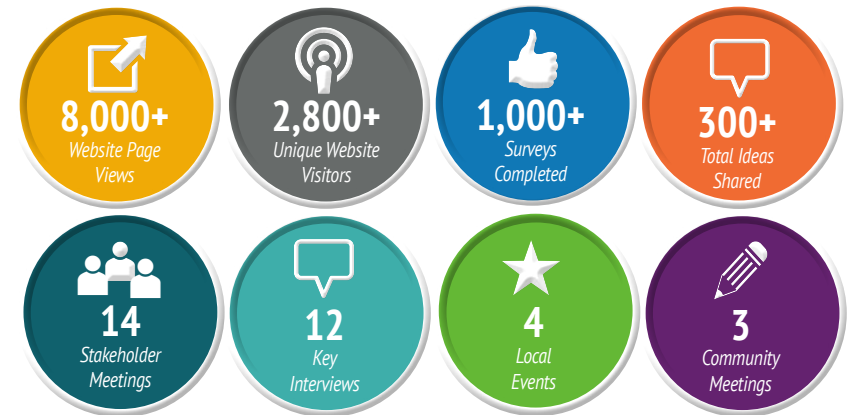 8,000+
Website Page
Views
2,800+
Unique Website
Visitors
1,000+
Surveys
Completed
300+
Total Ideas
Shared
14
Stakeholder
Meetings
12
Key
Interviews
4
Local
Events
3
Community
Meetings